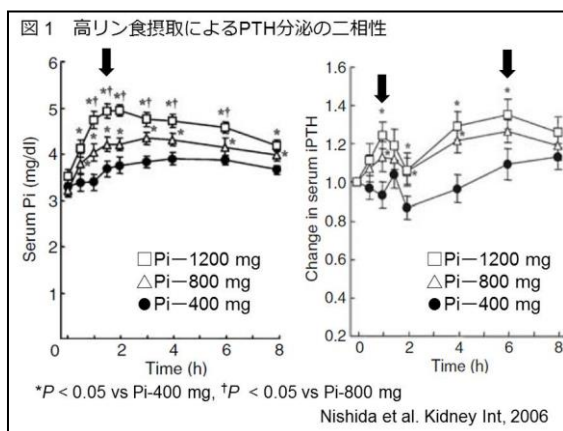 図1 高リン食摂取によるPTH分泌の二相性
Serum Pi (mg/dl)
6
5
4
3
2
1
*
*†
*†
*†
*†
*†
*†
*
*
*
*
*
*
*
*
□Pi－1200 mg
△Pi－800 mg
●Pi－400 mg
0 2 4 6 8
Time (h)
Change in serum iPTH
1.6
1.4
1.2
1.0
0.8
0.6
0.4
0.2
*
*
*
*
*
*
*
□Pi－1200 mg
△Pi－800 mg
●Pi－400 mg
0 2 4 6 8
Time (h)
*P < 0.05 vs Pi-400 mg, †P < 0.05 vs Pi-800 mg
Nishida et al. Kidney Int, 2006